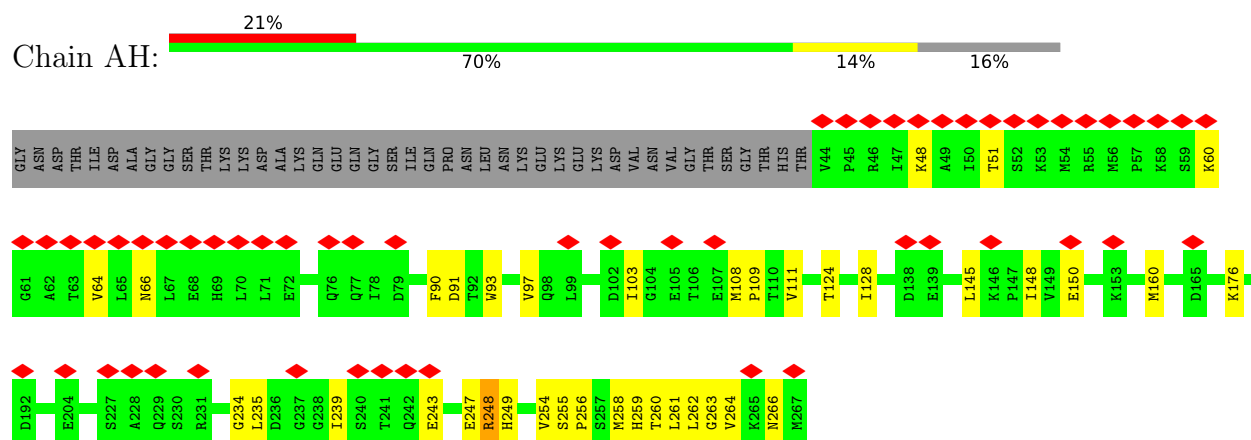 21%
Chain AH:
70% 14% 16%
GLY ASN ASP THR ILE ASP ALA GLY GLY SER THR LYS LYS ASP ALA LYS GLN GLU GLN GLY SER ILE GLN PRO ASN LEU ASN LYS GLU LYS GLU LYS ASP VAL ASN VAL GLY THR SER GLY THR HIS THR V44 P45 R46 I47 K48 A49 I50 T51 S52 K53 M54 R55 M56 P57 K58 S59 K60
G61 A62 T63 V64 L65 N66 L67 E68 H69 L70 L71 E72 Q76 Q77 I78 D79 F90 D91 T92 W93 V97 Q98 L99 D102 I103 G104 E105 T106 E107 M108 P109 T110 V111 T124 I128 D138 E139 L145 K146 P147 I148 V149 E150 K153 M160 D165 K176
D192 E204 S227 A228 Q229 S230 R231 G234 L235 D236 G237 G238 I239 S240 T241 Q242 E243 E247 R248 H249 V254 S255 P256 S257 M258 H259 T260 L261 L262 G263 V264 K265 N266 M267